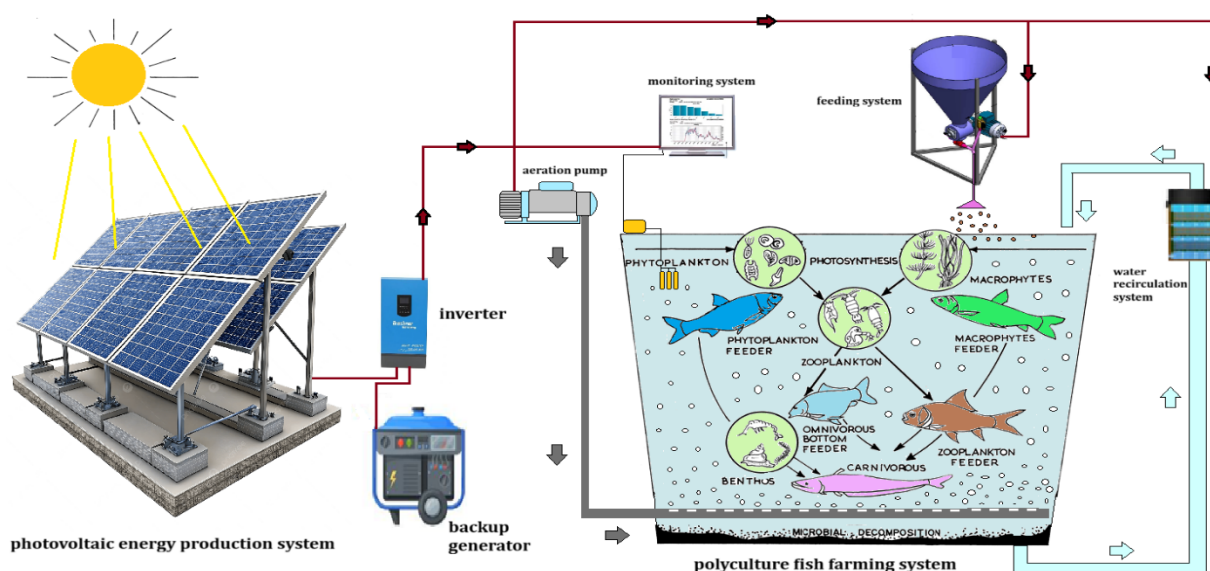 monitoring system
feeding system
aeration pump
PHYTOPLANKTON
PHOTOSYNTHESIS
MACROPHYTES
water
recirculation
system
inverter
PHYTOPLANKTON
FEEDER
ZOOPLANKTON
MACROPHYTES
FEEDER
OMNIVOROUS
BOTTOM
FEEDER
ZOOPLANKTON
FEEDER
BENTHUS
CARNIVOROUS
backup
generator
MICROBIAL DECOMPOSITION
photovoltaic energy production system
polyculture fish farming system